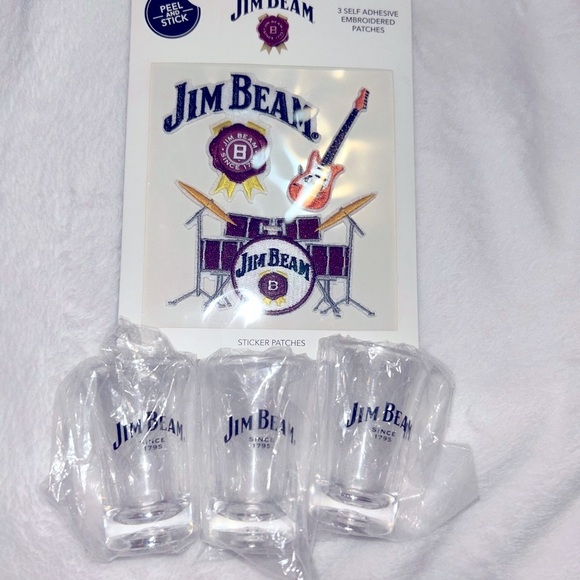 PEEL
AND
STICK
JIM BEAM
B
3 SELF ADHESIVE
EMBROIDERED
PATCHES
JIM BEAM®
JIM BEAM
B
SINCE 1795
JIM BEAM
B
STICKER PATCHES
JIM BEAM
SINCE
1795
JIM BEAM
SINCE
1795
JIM BEAM
SINCE
1795